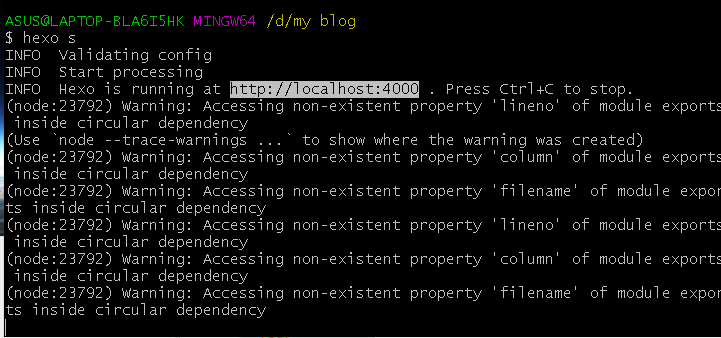 ASUS@LAPTOP-BLA6I5HK MINGW64 /d/my blog
$ hexo s
INFO  Validating config
INFO  Start processing
INFO  Hexo is running at http://localhost:4000 . Press Ctrl+C to stop.
(node:23792) Warning: Accessing non-existent property 'lineno' of module exports
 inside circular dependency
(Use `node --trace-warnings ...` to show where the warning was created)
(node:23792) Warning: Accessing non-existent property 'column' of module exports
 inside circular dependency
(node:23792) Warning: Accessing non-existent property 'filename' of module expor
ts inside circular dependency
(node:23792) Warning: Accessing non-existent property 'lineno' of module exports
 inside circular dependency
(node:23792) Warning: Accessing non-existent property 'column' of module exports
 inside circular dependency
(node:23792) Warning: Accessing non-existent property 'filename' of module expor
ts inside circular dependency